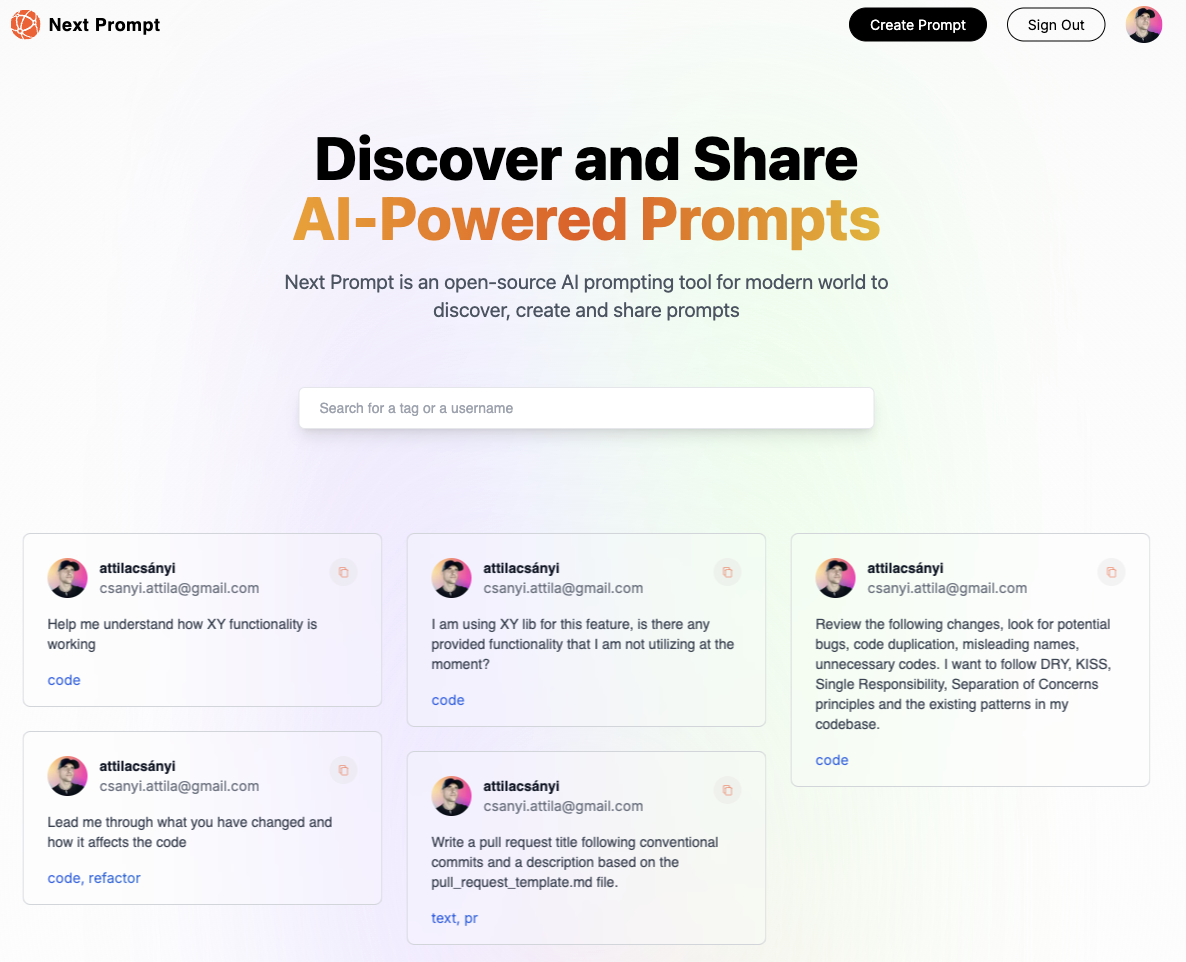 Next Prompt
Create Prompt
Sign Out
Discover and Share
AI-Powered Prompts
Next Prompt is an open-source AI prompting tool for modern world to
discover, create and share prompts
Search for a tag or a username
attilacsányi
csanyi.attila@gmail.com
Help me understand how XY functionality is
working
code
attilacsányi
csanyi.attila@gmail.com
Lead me through what you have changed and
how it affects the code
code, refactor
attilacsányi
csanyi.attila@gmail.com
I am using XY lib for this feature, is there any
provided functionality that I am not utilizing at the
moment?
code
attilacsányi
csanyi.attila@gmail.com
Write a pull request title following conventional
commits and a description based on the
pull_request_template.md file.
text, pr
attilacsányi
csanyi.attila@gmail.com
Review the following changes, look for potential
bugs, code duplication, misleading names,
unnecessary codes. I want to follow DRY, KISS,
Single Responsibility, Separation of Concerns
principles and the existing patterns in my
codebase.
code